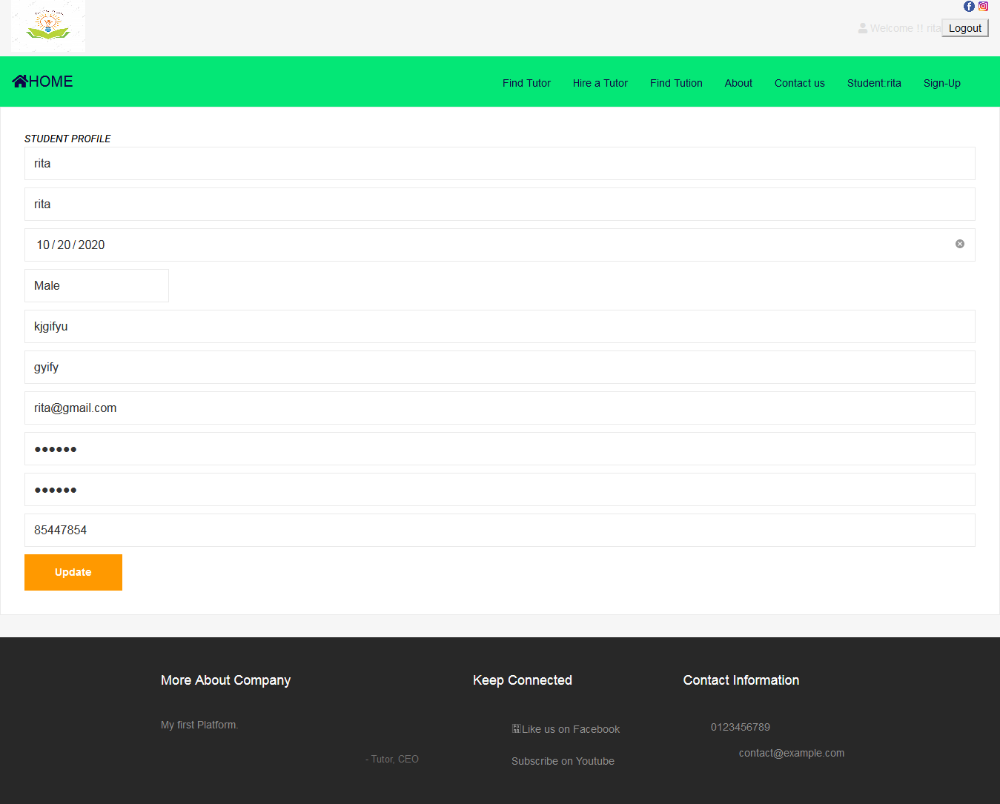 Welcome !! rita Logout
HOME Find Tutor Hire a Tutor Find Tution About Contact us Student:rita Sign-Up
STUDENT PROFILE
rita
rita
10 / 20 / 2020
Male
kjgifyu
gyify
rita@gmail.com
●●●●●●
●●●●●●
85447854
Update
More About Company
My first Platform.
- Tutor, CEO
Keep Connected
Like us on Facebook
Subscribe on Youtube
Contact Information
0123456789
contact@example.com